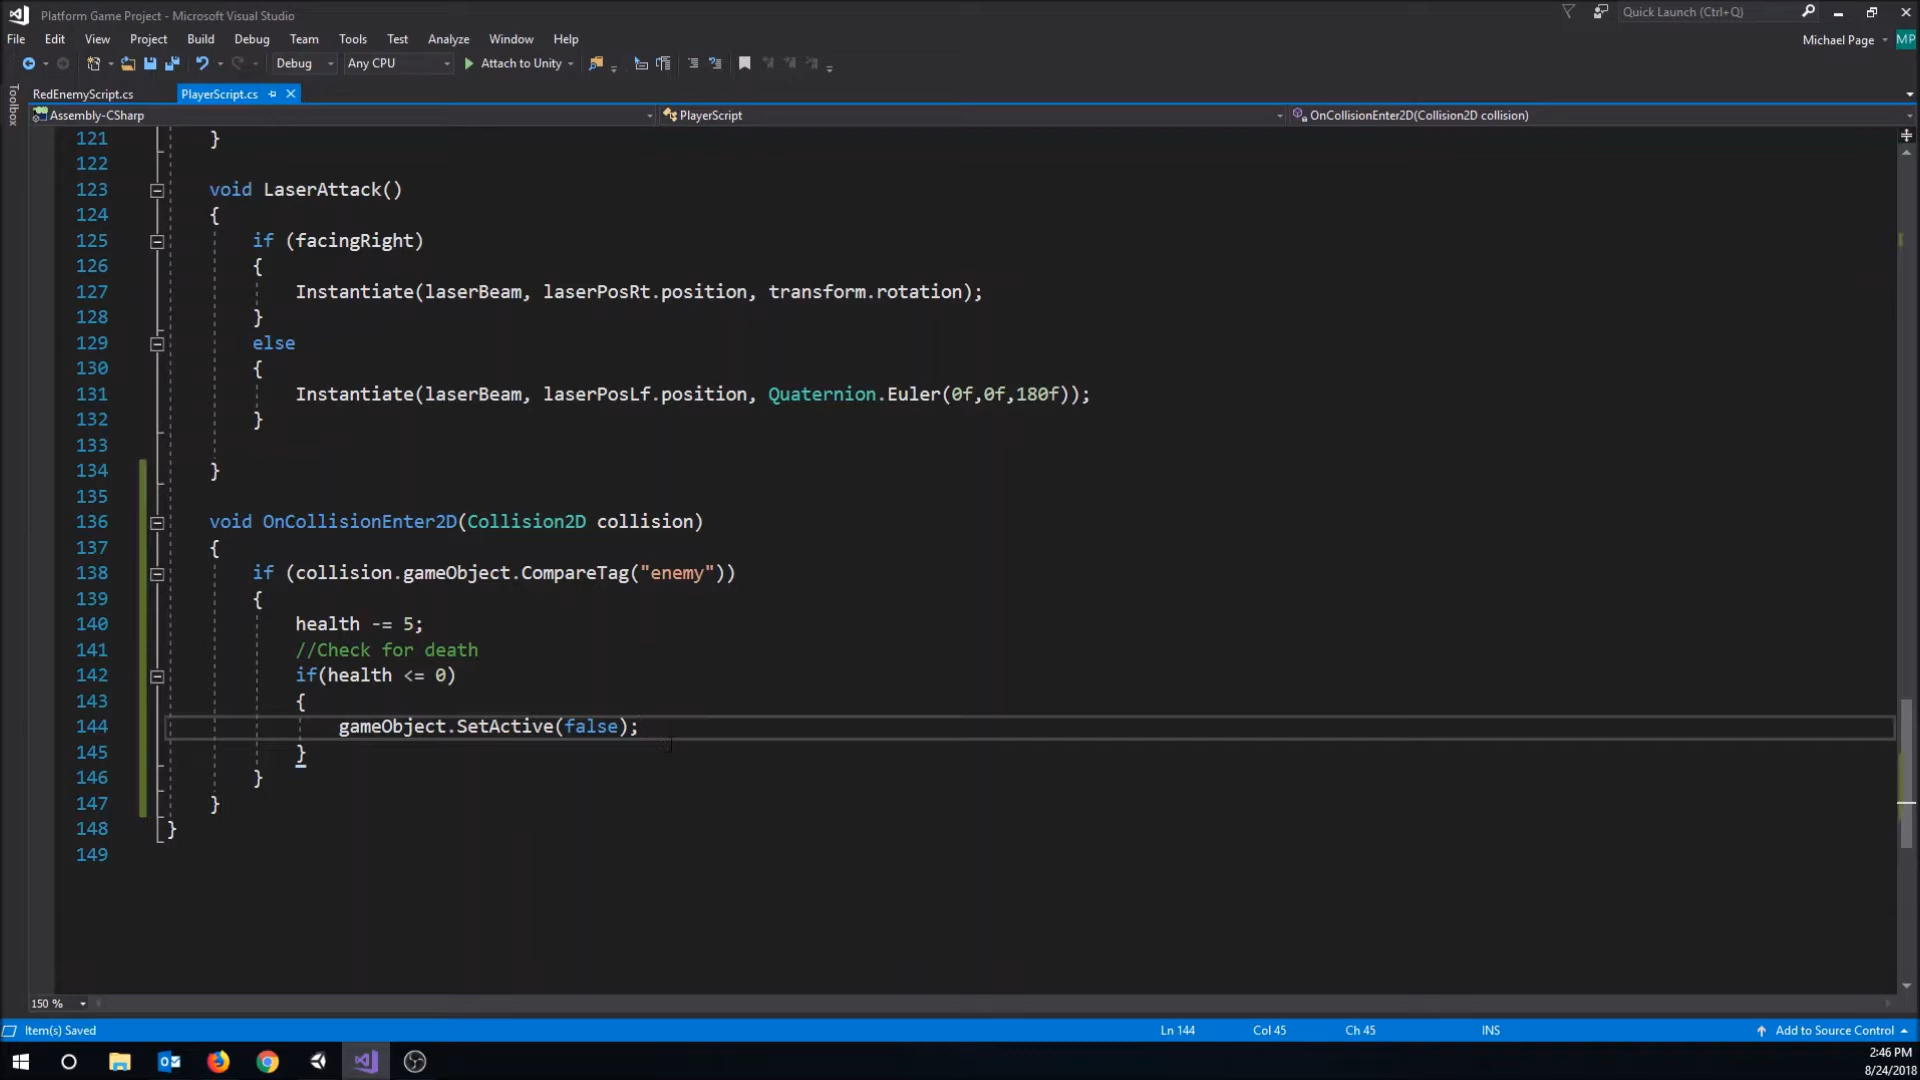 Platform Game Project - Microsoft Visual Studio
Quick Launch (Ctrl+Q)
File Edit View Project Build Debug Team Tools Test Analyze Window Help
Michael Page MP
Debug Any CPU Attach to Unity
Toolbox
RedEnemyScript.cs PlayerScript.cs
Assembly-CSharp PlayerScript OnCollisionEnter2D(Collision2D collision)
121 }
122
123 void LaserAttack()
124 {
125 if (facingRight)
126 {
127 Instantiate(laserBeam, laserPosRt.position, transform.rotation);
128 }
129 else
130 {
131 Instantiate(laserBeam, laserPosLf.position, Quaternion.Euler(0f,0f,180f));
132 }
133
134 }
135
136 void OnCollisionEnter2D(Collision2D collision)
137 {
138 if (collision.gameObject.CompareTag("enemy"))
139 {
140 health -= 5;
141 //Check for death
142 if(health <= 0)
143 {
144 gameObject.SetActive(false);
145 }
146 }
147 }
148 }
149
150 %
Item(s) Saved Ln 144 Col 45 Ch 45 INS Add to Source Control
2:46 PM
8/24/2018